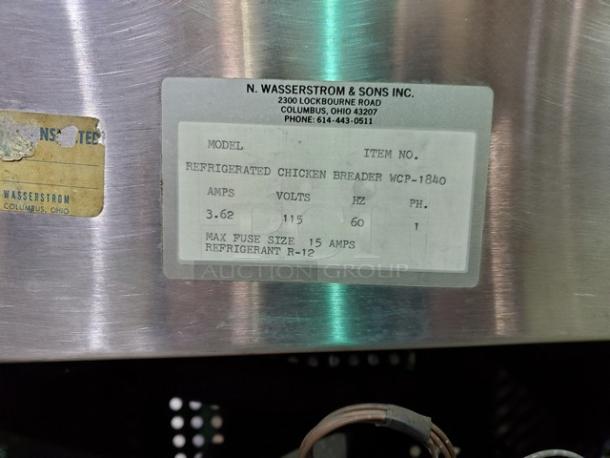 N. WASSERSTROM & SONS INC.
2300 LOCKBOURNE ROAD
COLUMBUS, OHIO 43207
PHONE: 614-443-0511
MODEL ITEM NO.
REFRIGERATED CHICKEN BREADER WCP-1840
AMPS VOLTS HZ PH.
3.62 115 60 1
MAX FUSE SIZE 15 AMPS
REFRIGERANT R-12
AUCTION GROUP
WASSERSTROM
COLUMBUS, OHIO